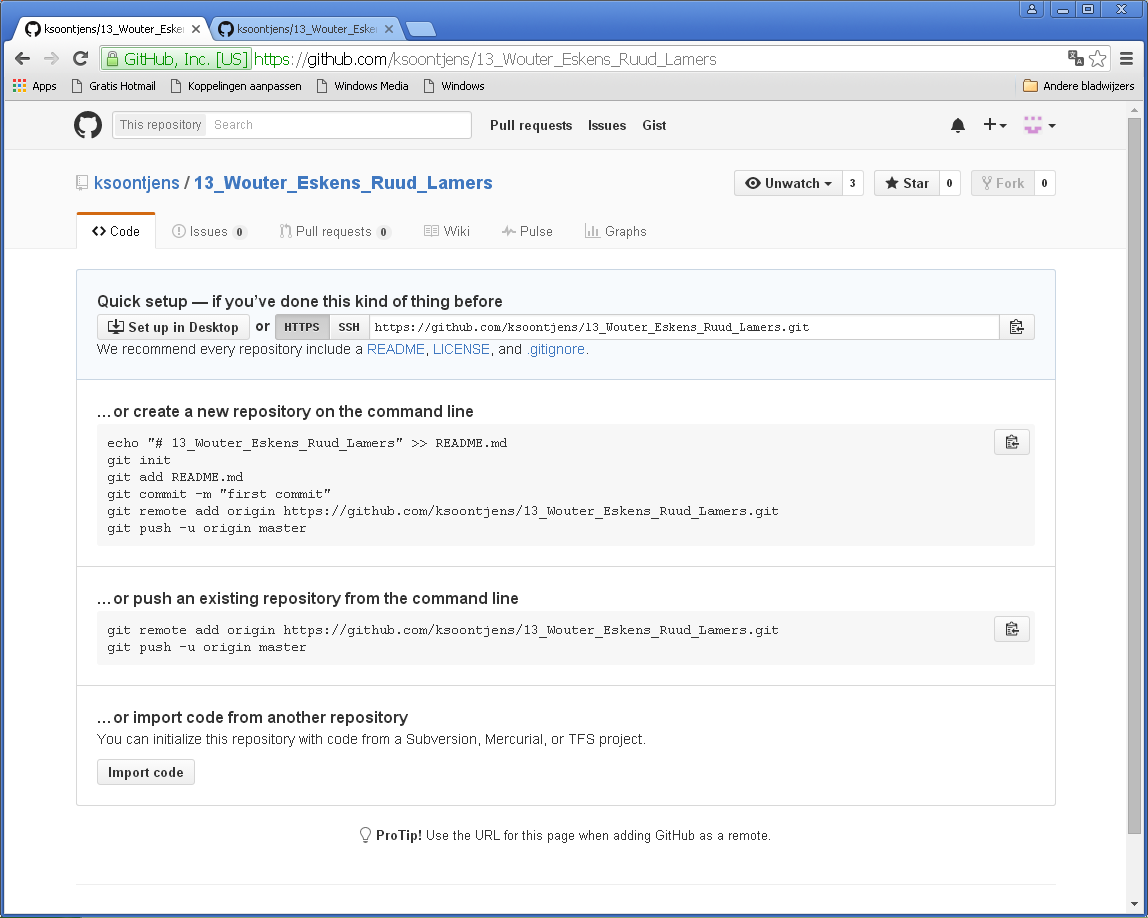 ksoontjens/13_Wouter_Eske
ksoontjens/13_Wouter_Eske
GitHub, Inc. [US] https://github.com/ksoontjens/13_Wouter_Eskens_Ruud_Lamers
Apps Gratis Hotmail Koppelingen aanpassen Windows Media Windows Andere bladwijzers
This repository Search Pull requests Issues Gist
ksoontjens / 13_Wouter_Eskens_Ruud_Lamers Unwatch 3 Star 0 Fork 0
Code Issues 0 Pull requests 0 Wiki Pulse Graphs
Quick setup — if you've done this kind of thing before
Set up in Desktop or HTTPS SSH https://github.com/ksoontjens/13_Wouter_Eskens_Ruud_Lamers.git
We recommend every repository include a README, LICENSE, and .gitignore.
…or create a new repository on the command line
echo "# 13_Wouter_Eskens_Ruud_Lamers" >> README.md
git init
git add README.md
git commit -m "first commit"
git remote add origin https://github.com/ksoontjens/13_Wouter_Eskens_Ruud_Lamers.git
git push -u origin master
…or push an existing repository from the command line
git remote add origin https://github.com/ksoontjens/13_Wouter_Eskens_Ruud_Lamers.git
git push -u origin master
…or import code from another repository
You can initialize this repository with code from a Subversion, Mercurial, or TFS project.
Import code
ProTip! Use the URL for this page when adding GitHub as a remote.